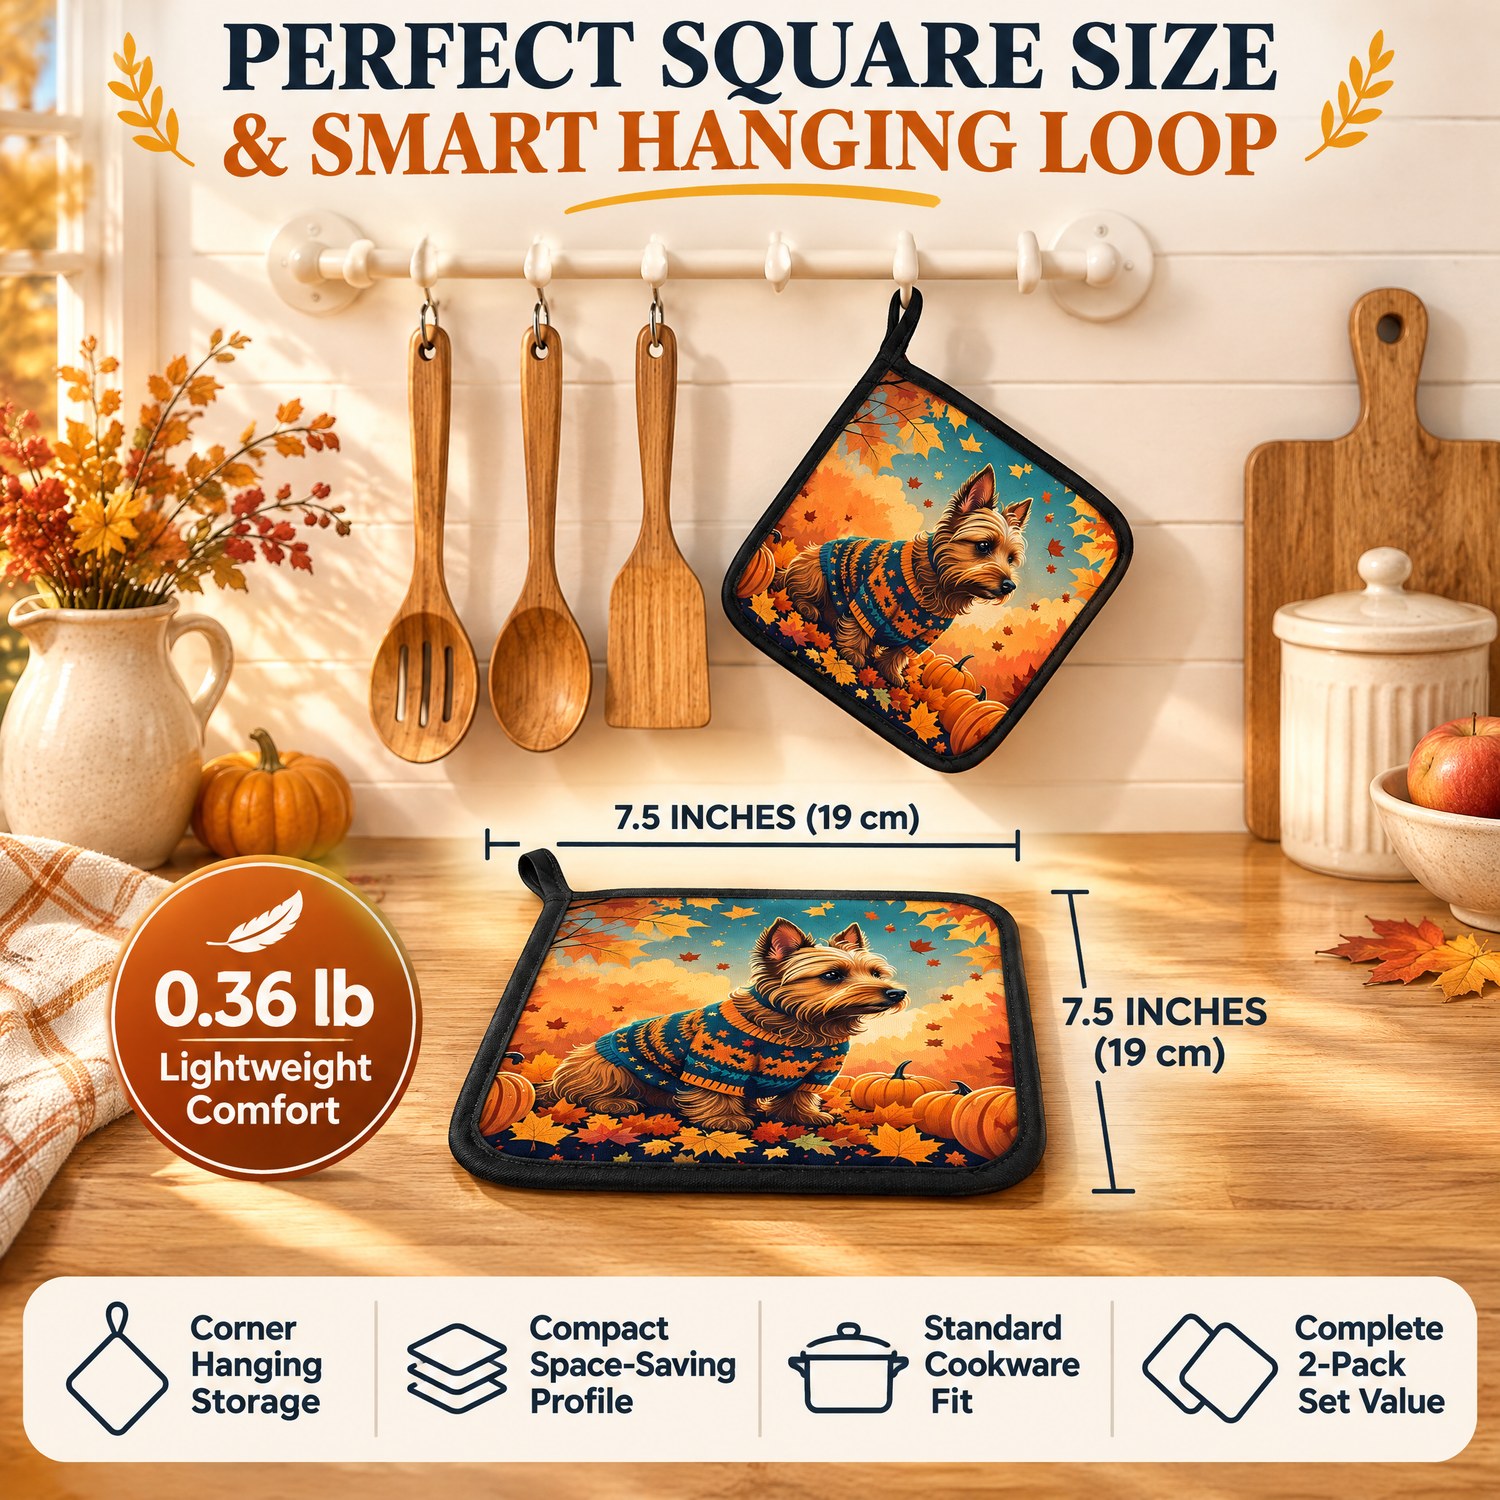 PERFECT SQUARE SIZE
& SMART HANGING LOOP
7.5 INCHES (19 cm)
7.5 INCHES
(19 cm)
0.36 lb
Lightweight
Comfort
Corner
Hanging
Storage
Compact
Space-Saving
Profile
Standard
Cookware
Fit
Complete
2-Pack
Set Value